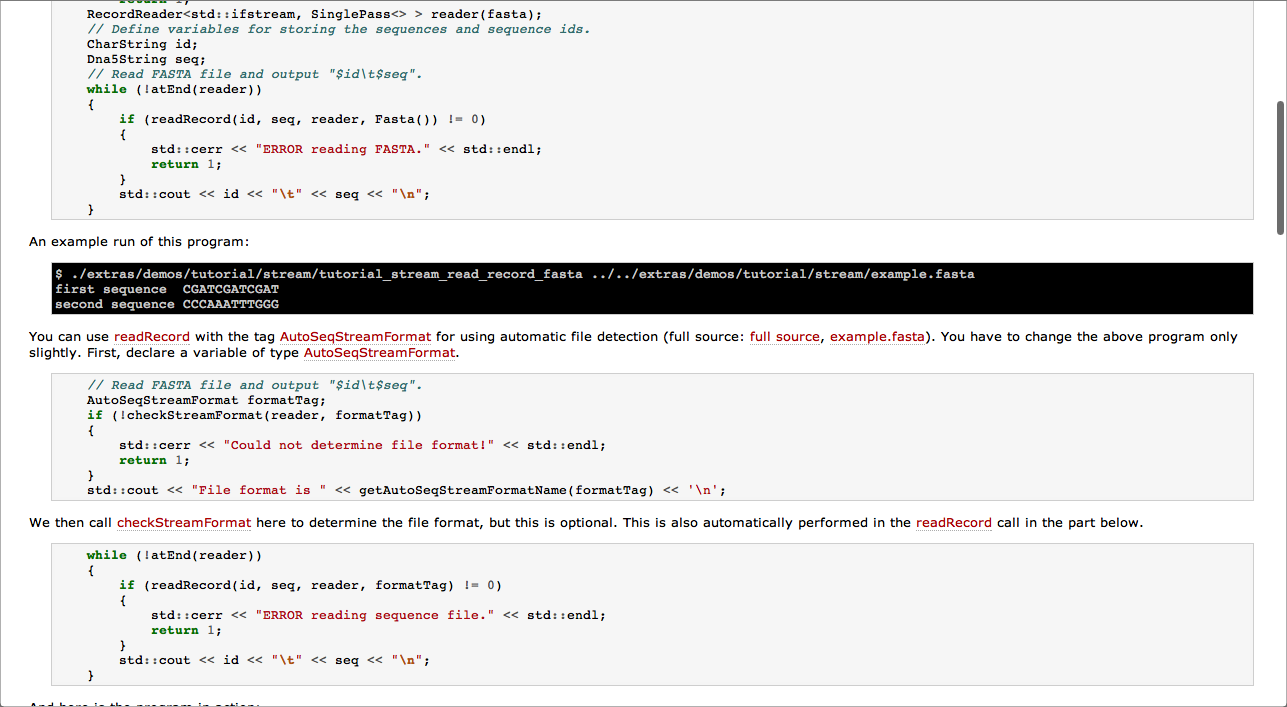 return 1;
RecordReader<std::ifstream, SinglePass<> > reader(fasta);
// Define variables for storing the sequences and sequence ids.
CharString id;
Dna5String seq;
// Read FASTA file and output "$id\t$seq".
while (!atEnd(reader))
{
if (readRecord(id, seq, reader, Fasta()) != 0)
{
std::cerr << "ERROR reading FASTA." << std::endl;
return 1;
}
std::cout << id << "\t" << seq << "\n";
}
An example run of this program:
$ ./extras/demos/tutorial/stream/tutorial_stream_read_record_fasta ../../extras/demos/tutorial/stream/example.fasta
first sequence  CGATCGATCGAT
second sequence CCCAAATTTGGG
You can use readRecord with the tag AutoSeqStreamFormat for using automatic file detection (full source: full source, example.fasta). You have to change the above program only
slightly. First, declare a variable of type AutoSeqStreamFormat.
// Read FASTA file and output "$id\t$seq".
AutoSeqStreamFormat formatTag;
if (!checkStreamFormat(reader, formatTag))
{
std::cerr << "Could not determine file format!" << std::endl;
return 1;
}
std::cout << "File format is " << getAutoSeqStreamFormatName(formatTag) << '\n';
We then call checkStreamFormat here to determine the file format, but this is optional. This is also automatically performed in the readRecord call in the part below.
while (!atEnd(reader))
{
if (readRecord(id, seq, reader, formatTag) != 0)
{
std::cerr << "ERROR reading sequence file." << std::endl;
return 1;
}
std::cout << id << "\t" << seq << "\n";
}
And here is the program in action: